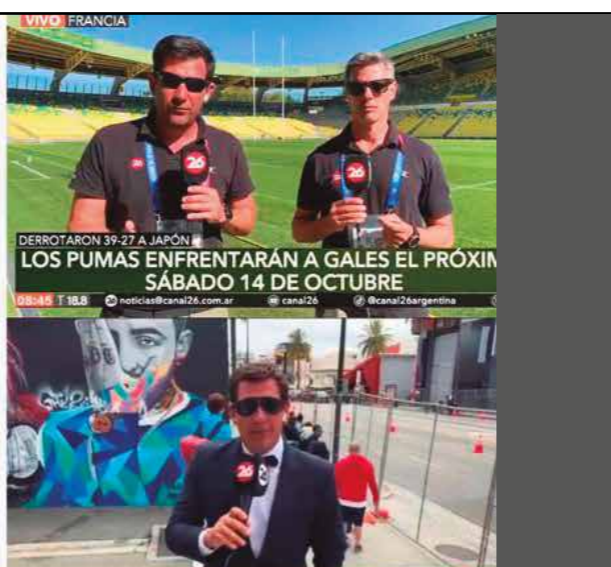 VIVO FRANCIA
26
26
DERROTARON 39-27 A JAPÓN
LOS PUMAS ENFRENTARÁN A GALES EL PRÓXIM
SÁBADO 14 DE OCTUBRE
08:45 T 18.8 noticias@canal26.com.ar canal26 @canal26argentina
26